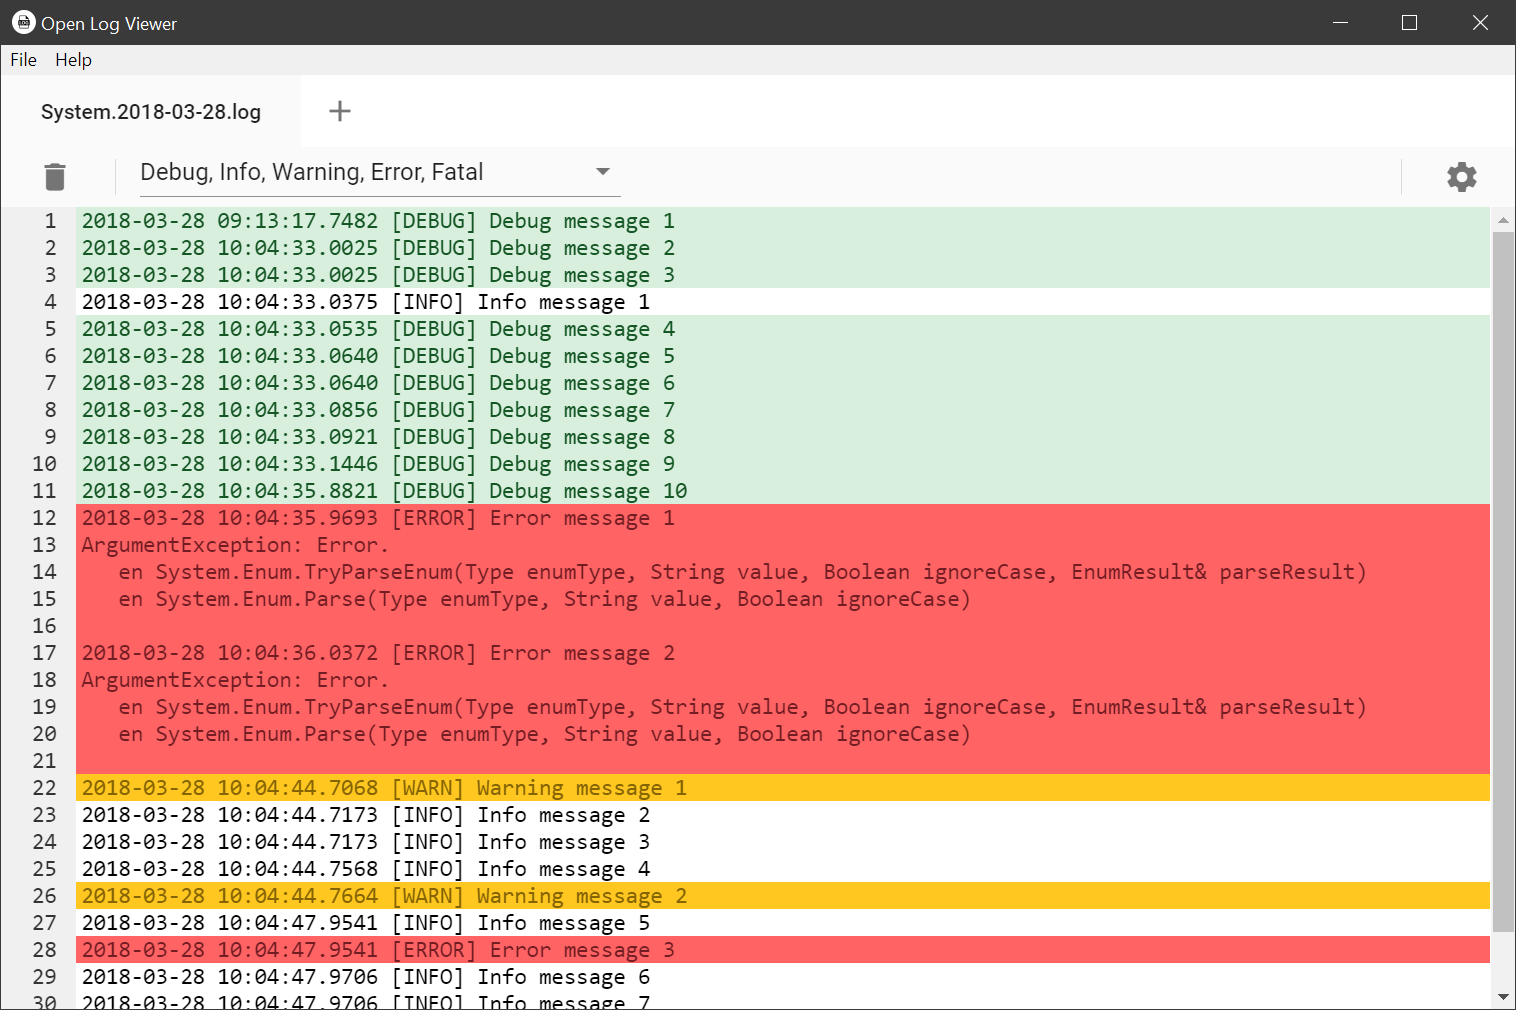 Open Log Viewer
File Help
System.2018-03-28.log
Debug, Info, Warning, Error, Fatal
1 2018-03-28 09:13:17.7482 [DEBUG] Debug message 1
2 2018-03-28 10:04:33.0025 [DEBUG] Debug message 2
3 2018-03-28 10:04:33.0025 [DEBUG] Debug message 3
4 2018-03-28 10:04:33.0375 [INFO] Info message 1
5 2018-03-28 10:04:33.0535 [DEBUG] Debug message 4
6 2018-03-28 10:04:33.0640 [DEBUG] Debug message 5
7 2018-03-28 10:04:33.0640 [DEBUG] Debug message 6
8 2018-03-28 10:04:33.0856 [DEBUG] Debug message 7
9 2018-03-28 10:04:33.0921 [DEBUG] Debug message 8
10 2018-03-28 10:04:33.1446 [DEBUG] Debug message 9
11 2018-03-28 10:04:35.8821 [DEBUG] Debug message 10
12 2018-03-28 10:04:35.9693 [ERROR] Error message 1
13 ArgumentException: Error.
14    en System.Enum.TryParseEnum(Type enumType, String value, Boolean ignoreCase, EnumResult& parseResult)
15    en System.Enum.Parse(Type enumType, String value, Boolean ignoreCase)
16
17 2018-03-28 10:04:36.0372 [ERROR] Error message 2
18 ArgumentException: Error.
19    en System.Enum.TryParseEnum(Type enumType, String value, Boolean ignoreCase, EnumResult& parseResult)
20    en System.Enum.Parse(Type enumType, String value, Boolean ignoreCase)
21
22 2018-03-28 10:04:44.7068 [WARN] Warning message 1
23 2018-03-28 10:04:44.7173 [INFO] Info message 2
24 2018-03-28 10:04:44.7173 [INFO] Info message 3
25 2018-03-28 10:04:44.7568 [INFO] Info message 4
26 2018-03-28 10:04:44.7664 [WARN] Warning message 2
27 2018-03-28 10:04:47.9541 [INFO] Info message 5
28 2018-03-28 10:04:47.9541 [ERROR] Error message 3
29 2018-03-28 10:04:47.9706 [INFO] Info message 6
30 2018-03-28 10:04:47.9706 [INFO] Info message 7